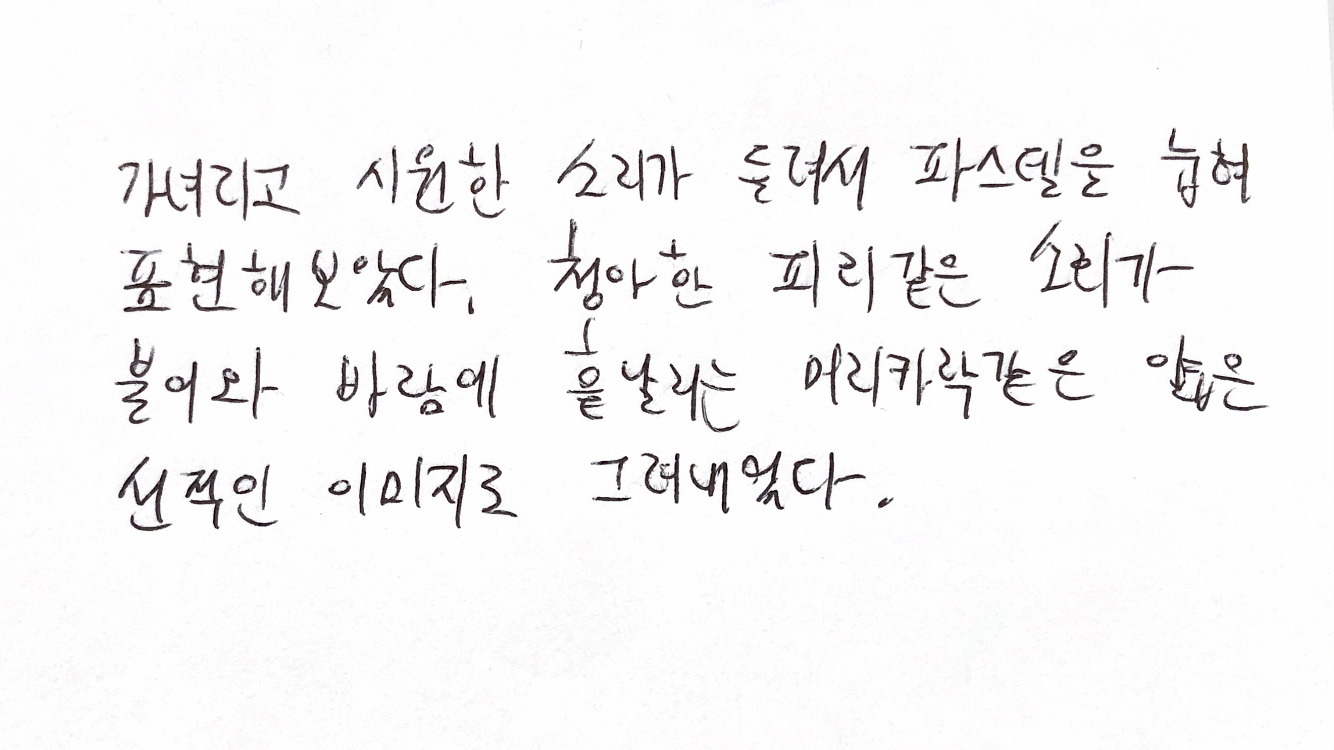 가녀리고 시원한 소리가 들려서 파스텔을 눕혀
표현해보았다. 청아한 피리같은 소리가
불어와 바람에 흩날리는 머리카락같은 얇은
선적인 이미지로 그려내었다.